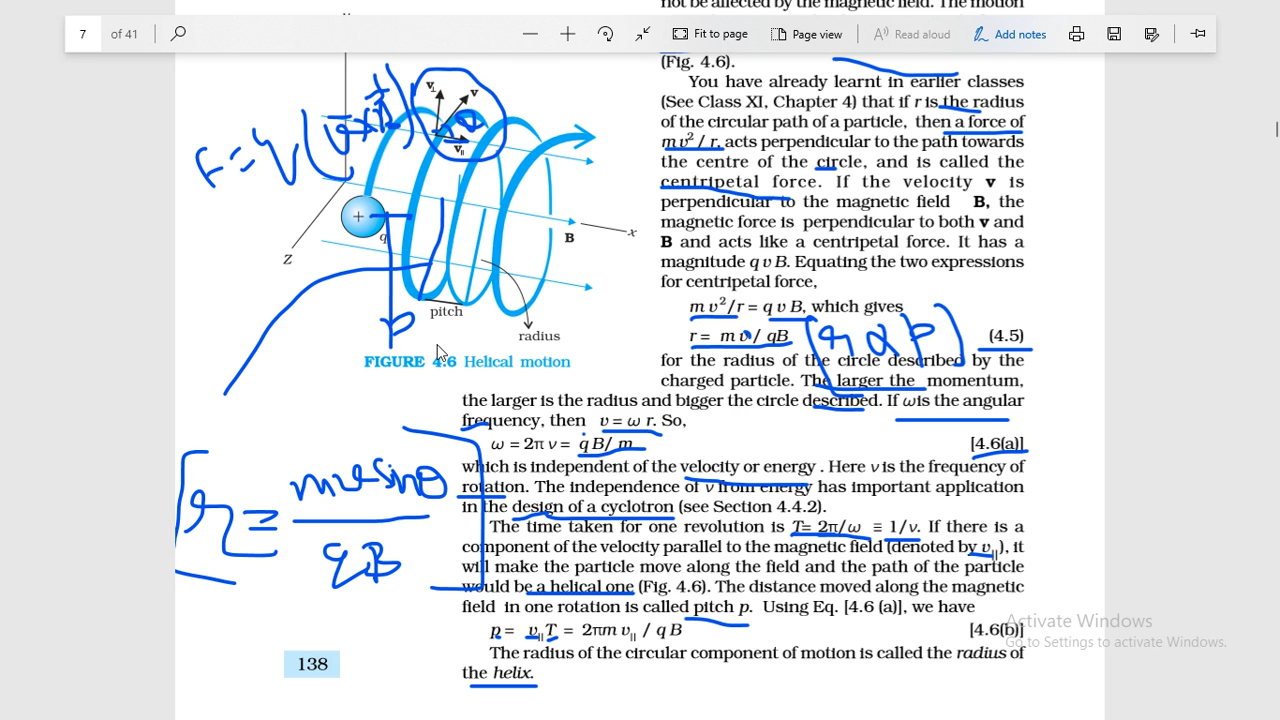 not be affected by the magnetic field. The motion
7 of 41 Fit to page Page view Read aloud Add notes
(Fig. 4.6).
You have already learnt in earlier classes
(See Class XI, Chapter 4) that if r is the radius
of the circular path of a particle, then a force of
m v² / r, acts perpendicular to the path towards
the centre of the circle, and is called the
centripetal force. If the velocity v is
perpendicular to the magnetic field B, the
magnetic force is perpendicular to both v and
B and acts like a centripetal force. It has a
magnitude q v B. Equating the two expressions
for centripetal force,
m v²/r = q v B, which gives
r = m v / qB (4.5)
r α p
for the radius of the circle described by the
charged particle. The larger the momentum,
the larger is the radius and bigger the circle described. If ω is the angular
frequency, then v = ω r. So,
ω = 2π ν = q B/ m [4.6(a)]
which is independent of the velocity or energy . Here ν is the frequency of
rotation. The independence of ν from energy has important application
in the design of a cyclotron (see Section 4.4.2).
The time taken for one revolution is T= 2π/ω ≡ 1/ν. If there is a
component of the velocity parallel to the magnetic field (denoted by v||), it
will make the particle move along the field and the path of the particle
would be a helical one (Fig. 4.6). The distance moved along the magnetic
field in one rotation is called pitch p. Using Eq. [4.6 (a)], we have
p = v||T = 2πm v|| / q B [4.6(b)]
The radius of the circular component of motion is called the radius of
the helix.
F = q(v × B)
v⊥ v
v||
θ
+
q
B
x
Z
pitch
p
radius
FIGURE 4.6 Helical motion
r = mv sinθ
qB
138
Activate Windows
Go to Settings to activate Windows.